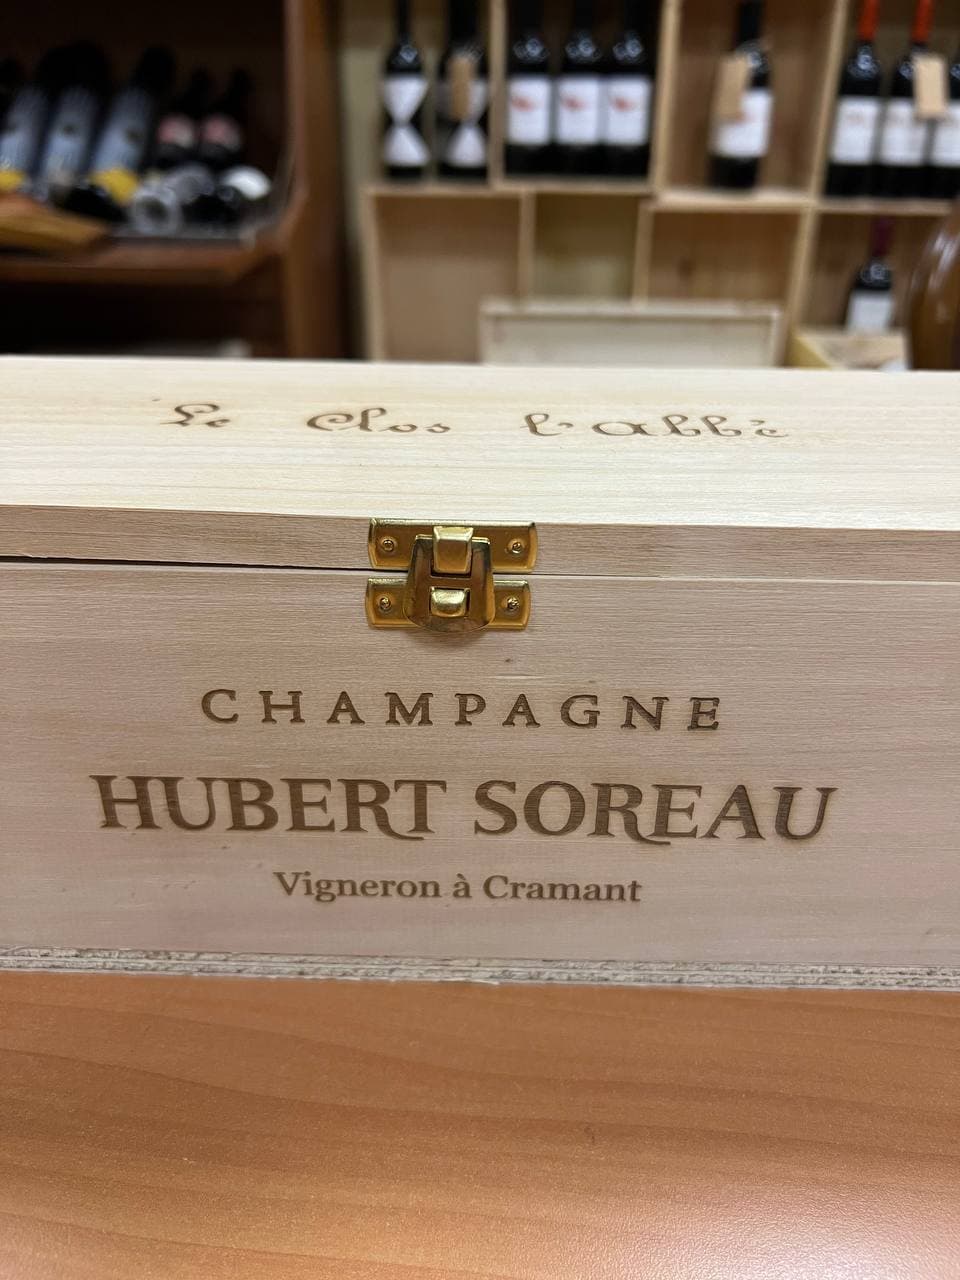 Le Clos l'abbé
CHAMPAGNE
HUBERT SOREAU
Vigneron à Cramant